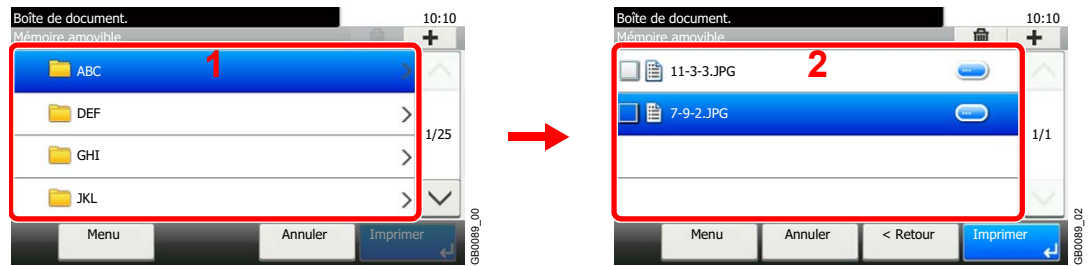 Boîte de document. 10:10
Mémoire amovible
1
ABC
DEF
1/25
GHI
JKL
Menu Annuler Imprimer
GB0089_00
Boîte de document. 10:10
Mémoire amovible
2
11-3-3.JPG
7-9-2.JPG
1/1
Menu Annuler < Retour Imprimer
GB0089_02